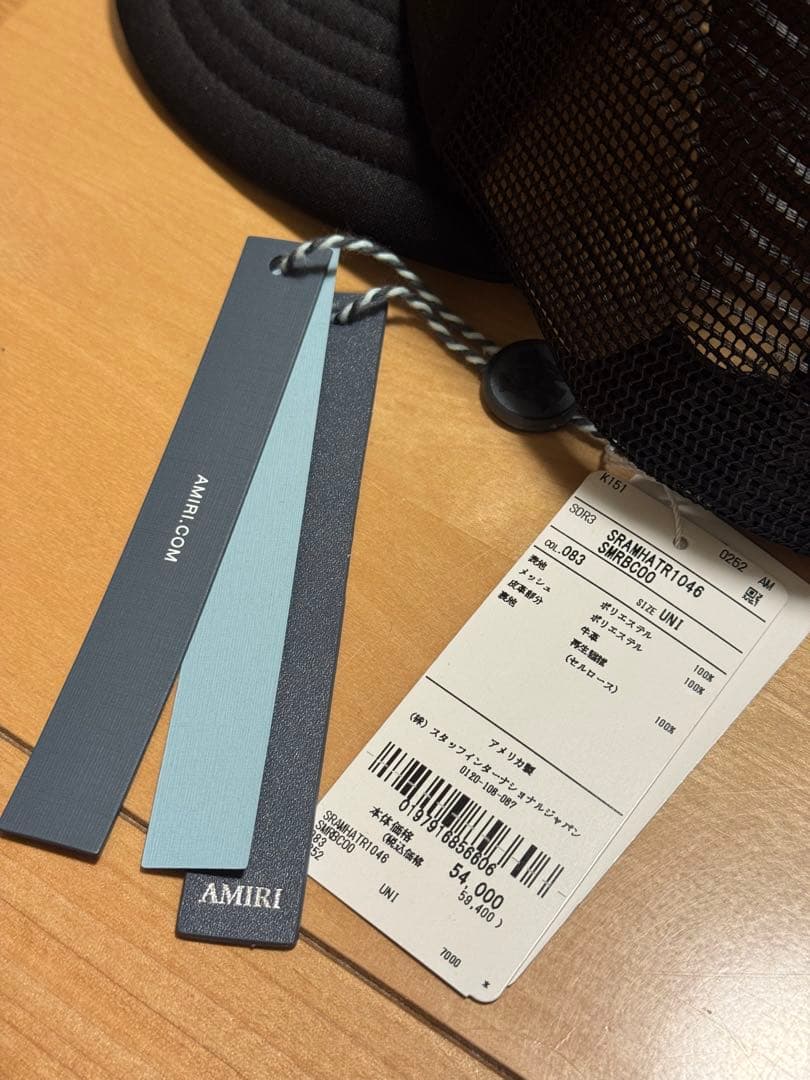 AMIRI.COM
AMIRI
K151
SOR3
0252 AM
SRAMHATR1046
SMRBC00
COL.083
SIZE UNI
表地 ポリエステル 100%
メッシュ ポリエステル 100%
皮革部分 牛革
裏地 再生繊維
(セルロース) 100%
アメリカ製
(株)スタッフインターナショナルジャパン
0120-108-087
0197916856606
本体価格 54,000
(税込価格 59,400)
SRAMHATR1046
SMRBC00
UNI
7000